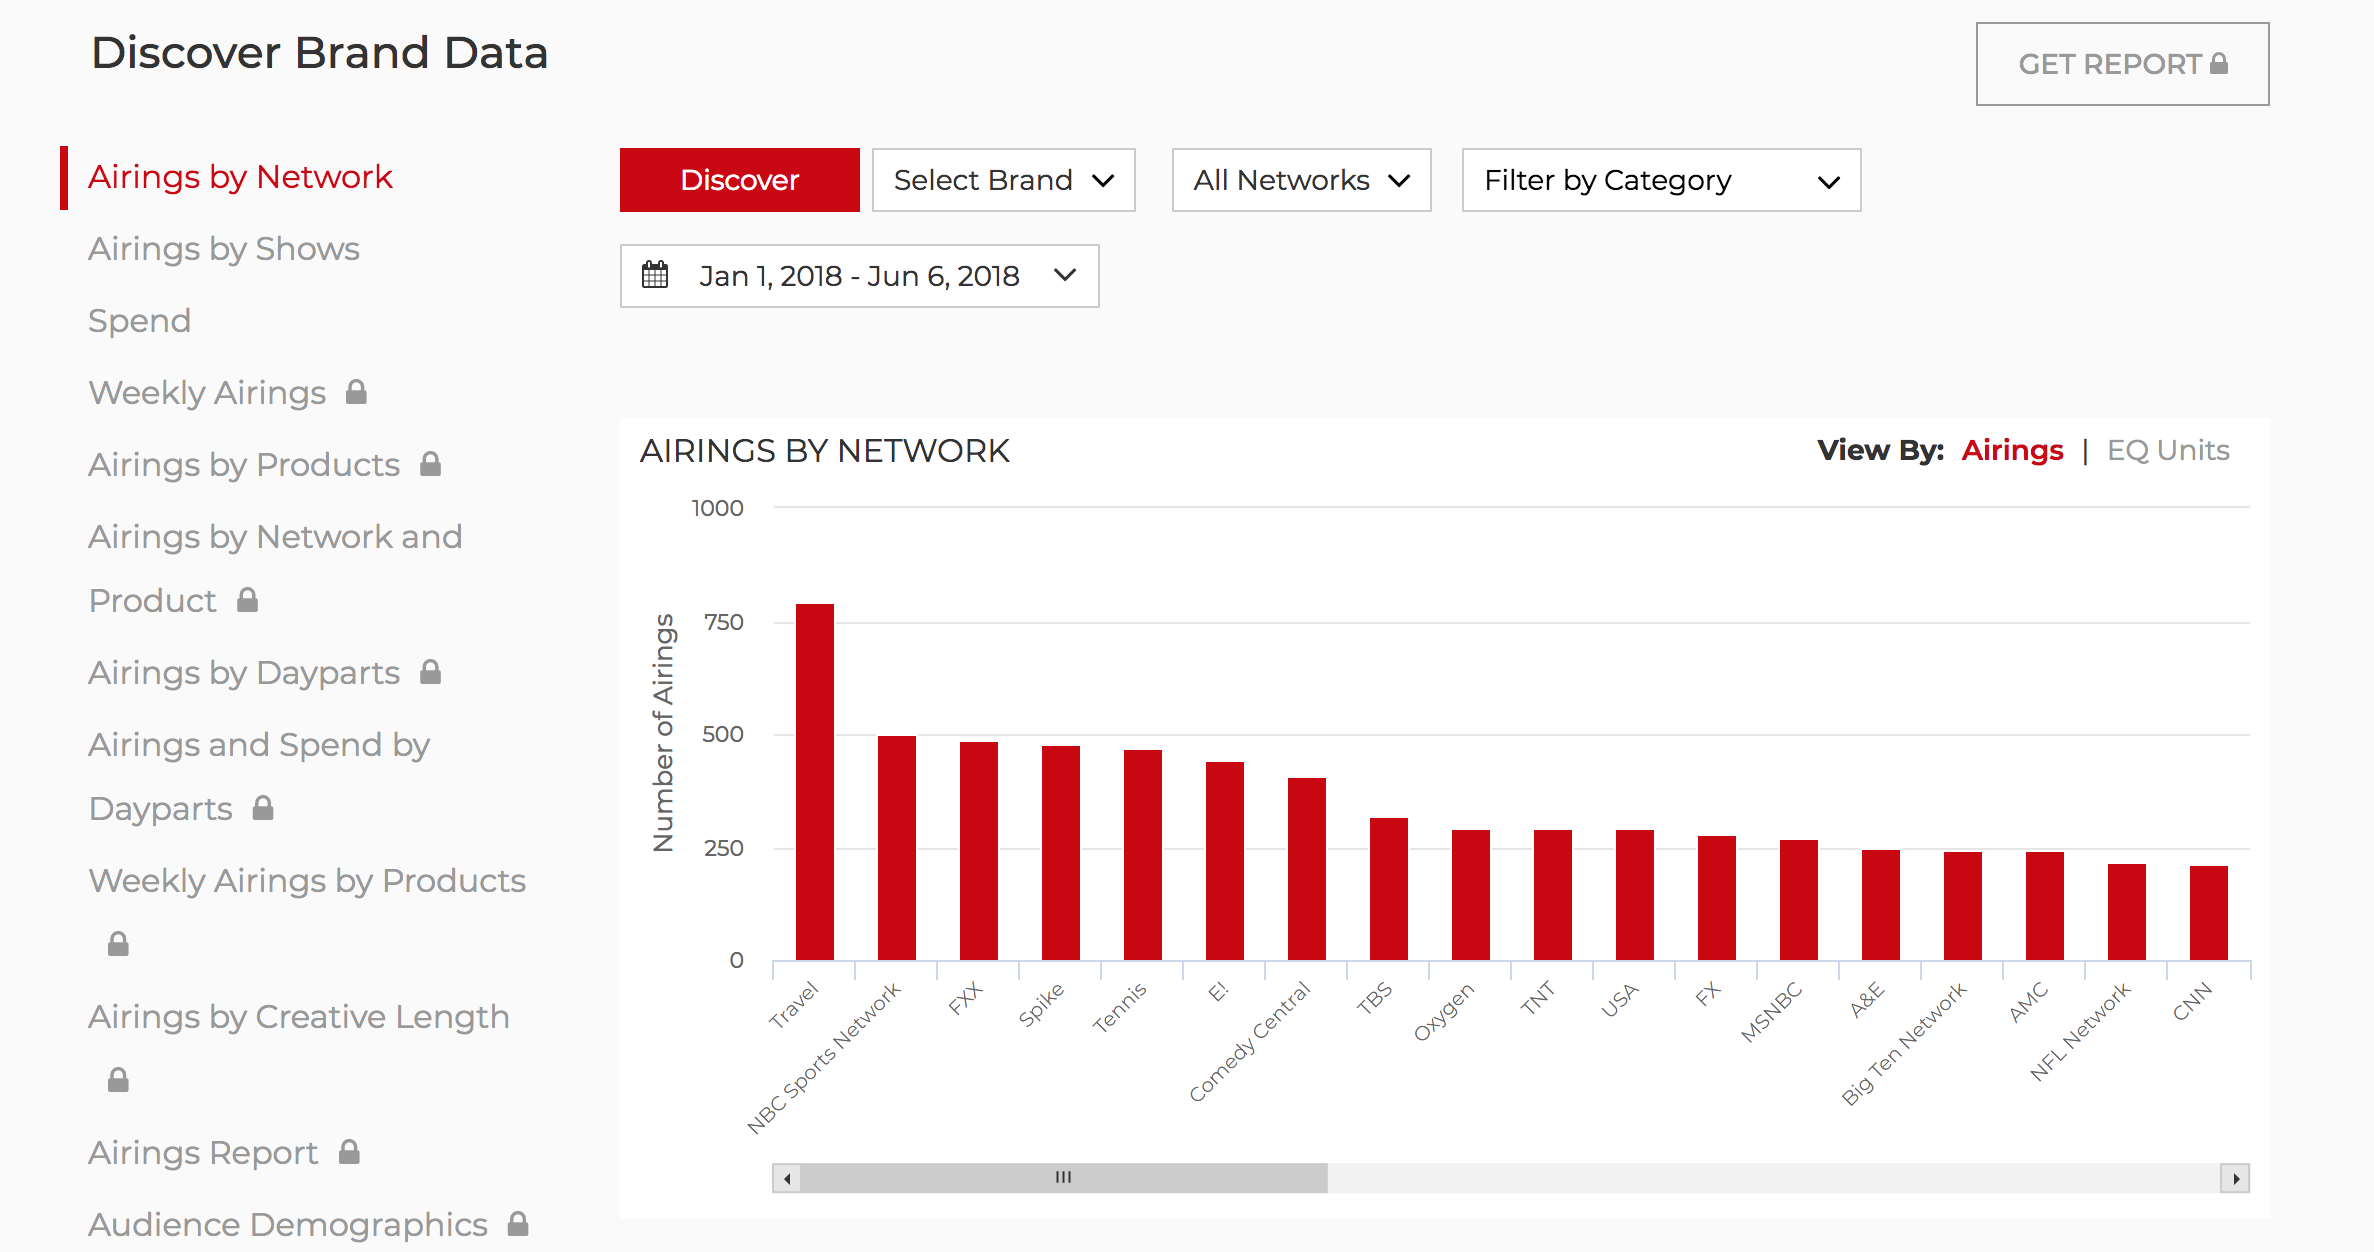 Discover Brand Data
GET REPORT
Airings by Network
Airings by Shows
Spend
Weekly Airings
Airings by Products
Airings by Network and
Product
Airings by Dayparts
Airings and Spend by
Dayparts
Weekly Airings by Products
Airings by Creative Length
Airings Report
Audience Demographics
Discover
Select Brand
All Networks
Filter by Category
Jan 1, 2018 - Jun 6, 2018
AIRINGS BY NETWORK
View By: Airings | EQ Units
Number of Airings
1000
750
500
250
0
Travel
NBC Sports Network
FXX
Spike
Tennis
E!
Comedy Central
TBS
Oxygen
TNT
USA
FX
MSNBC
A&E
Big Ten Network
AMC
NFL Network
CNN